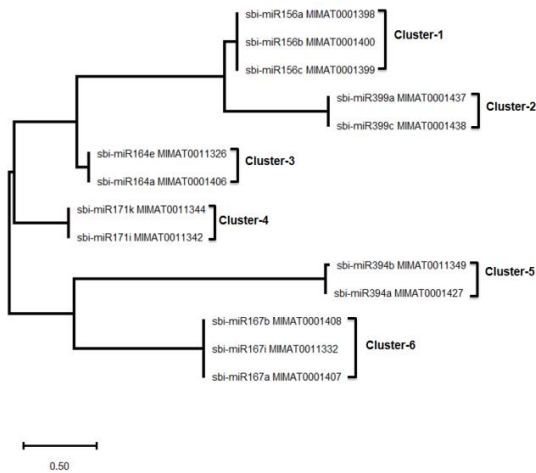 sbi-miR156a MIMAT0001398
sbi-miR156b MIMAT0001400
sbi-miR156c MIMAT0001399
Cluster-1
sbi-miR399a MIMAT0001437
sbi-miR399c MIMAT0001438
Cluster-2
sbi-miR164e MIMAT0011326
sbi-miR164a MIMAT0001406
Cluster-3
sbi-miR171k MIMAT0011344
sbi-miR171i MIMAT0011342
Cluster-4
sbi-miR394b MIMAT0011349
sbi-miR394a MIMAT0001427
Cluster-5
sbi-miR167b MIMAT0001408
sbi-miR167i MIMAT0011332
sbi-miR167a MIMAT0001407
Cluster-6
0.50